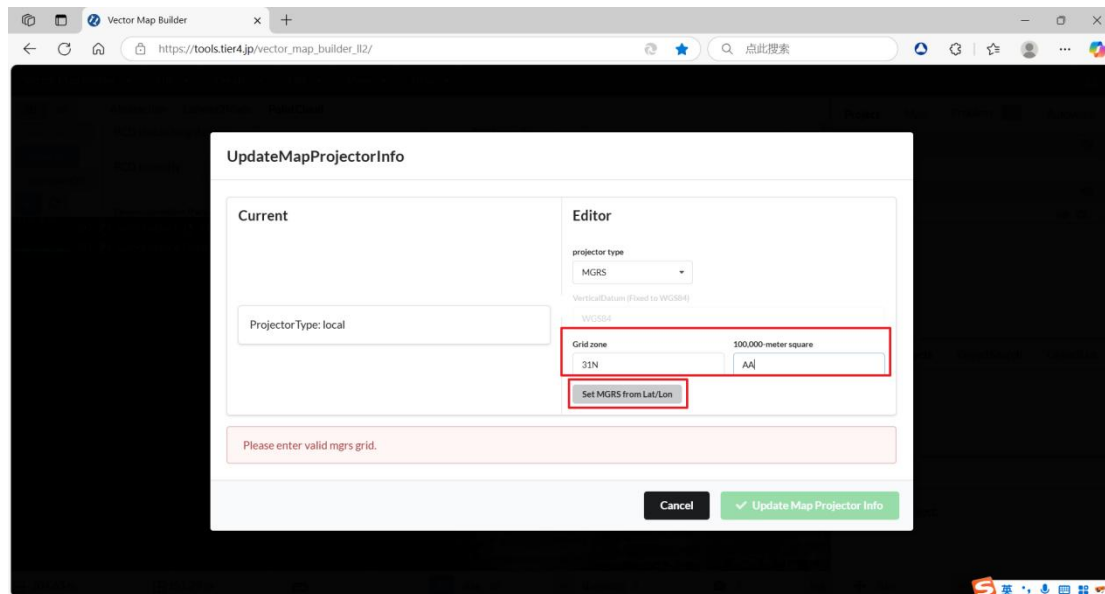 Vector Map Builder
https://tools.tier4.jp/vector_map_builder_ll2/
点此搜索
UpdateMapProjectorInfo
Current
Editor
projector type
MGRS
VerticalDatum (Fixed to WGS84)
WGS84
ProjectorType: local
Grid zone
100,000-meter square
31N
AA
Set MGRS from Lat/Lon
Please enter valid mgrs grid.
Cancel
Update Map Projector Info
英